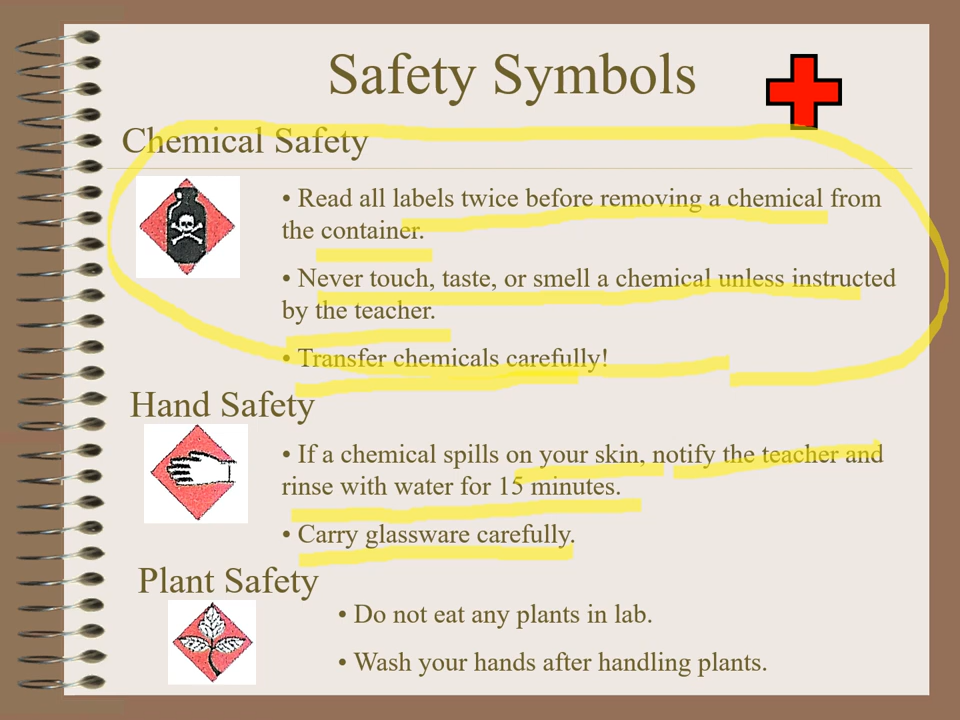 Safety Symbols
Chemical Safety
• Read all labels twice before removing a chemical from
the container.
• Never touch, taste, or smell a chemical unless instructed
by the teacher.
• Transfer chemicals carefully!
Hand Safety
• If a chemical spills on your skin, notify the teacher and
rinse with water for 15 minutes.
• Carry glassware carefully.
Plant Safety
• Do not eat any plants in lab.
• Wash your hands after handling plants.